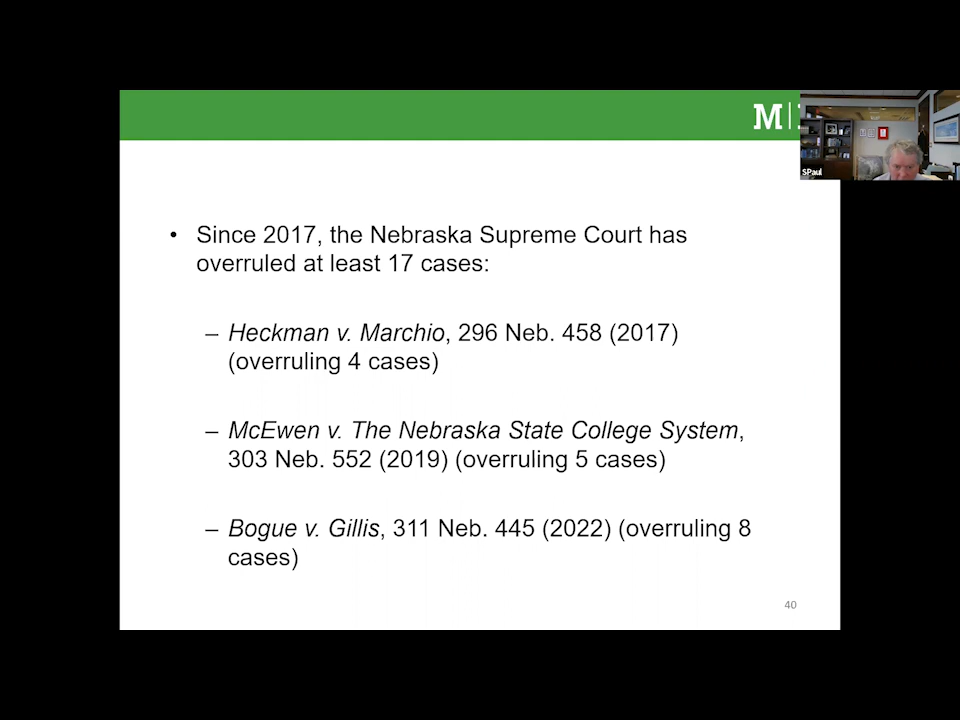 M
SPaul
• Since 2017, the Nebraska Supreme Court has
overruled at least 17 cases:
– Heckman v. Marchio, 296 Neb. 458 (2017)
(overruling 4 cases)
– McEwen v. The Nebraska State College System,
303 Neb. 552 (2019) (overruling 5 cases)
– Bogue v. Gillis, 311 Neb. 445 (2022) (overruling 8
cases)
40